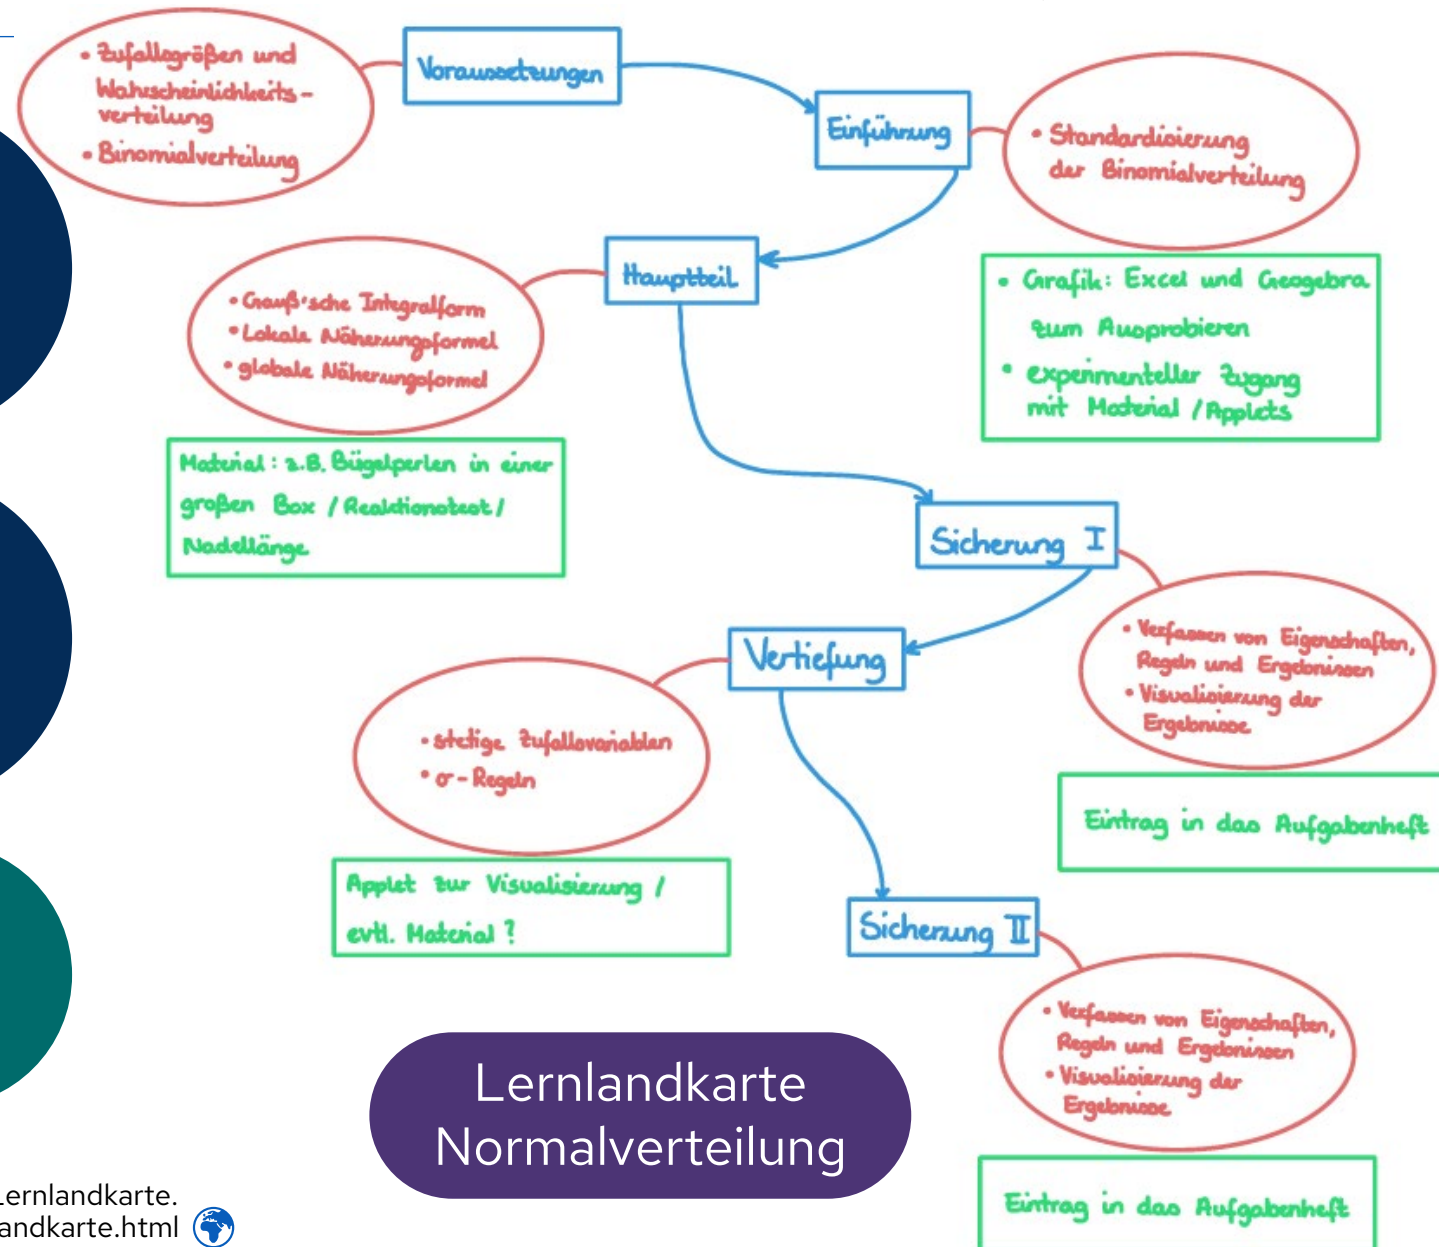 • Zufallsgrößen und
Wahrscheinlichkeits-
verteilung
• Binomialverteilung
Voraussetzungen
Einführung
• Standardisierung
der Binomialverteilung
• Grafik: Excel und Geogebra
zum Ausprobieren
• experimenteller Zugang
mit Material / Applets
Hauptteil
• Gauß'sche Integralform
• Lokale Näherungsformel
• globale Näherungsformel
Material: z.B. Bügelperlen in einer
großen Box / Reaktionstest /
Nadellänge
Sicherung I
• Verfassen von Eigenschaften,
Regeln und Ergebnissen
• Visualisierung der
Ergebnisse
Eintrag in das Aufgabenheft
Vertiefung
• stetige Zufallsvariablen
• σ-Regeln
Applet zur Visualisierung /
evtl. Material?
Sicherung II
• Verfassen von Eigenschaften,
Regeln und Ergebnissen
• Visualisierung der
Ergebnisse
Eintrag in das Aufgabenheft
Lernlandkarte
Normalverteilung
Lernlandkarte.
andkarte.html